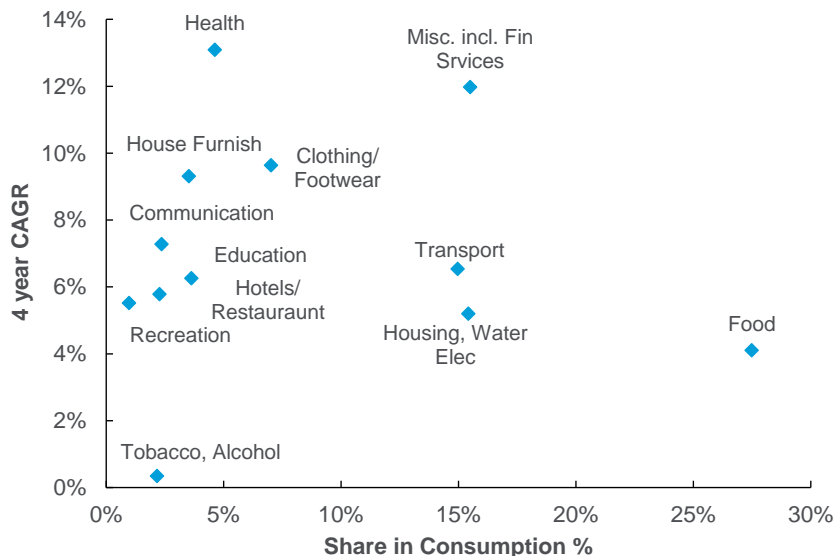 14%
12%
10%
8%
6%
4%
2%
0%
4 year CAGR
Health
Misc. incl. Fin
Srvices
House Furnish
Clothing/
Footwear
Communication
Education
Hotels/
Restauraunt
Recreation
Transport
Housing, Water
Elec
Food
Tobacco, Alcohol
0%
5%
10%
15%
20%
25%
30%
Share in Consumption %